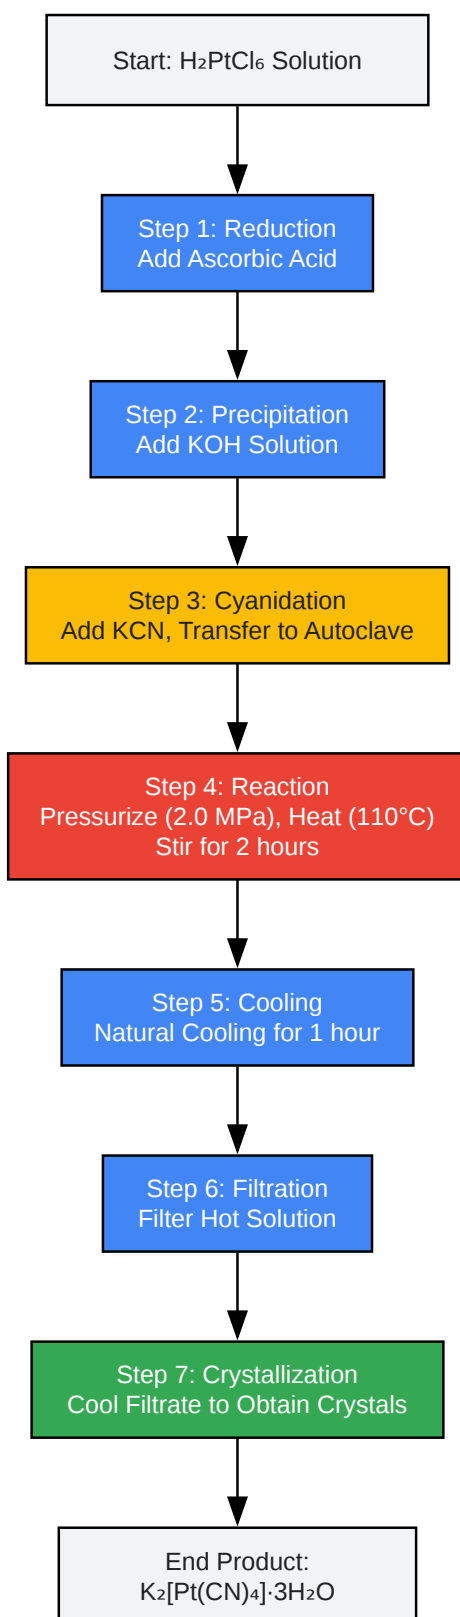 Start: H₂PtCl₆ Solution
Step 1: Reduction
Add Ascorbic Acid
Step 2: Precipitation
Add KOH Solution
Step 3: Cyanidation
Add KCN, Transfer to Autoclave
Step 4: Reaction
Pressurize (2.0 MPa), Heat (110°C)
Stir for 2 hours
Step 5: Cooling
Natural Cooling for 1 hour
Step 6: Filtration
Filter Hot Solution
Step 7: Crystallization
Cool Filtrate to Obtain Crystals
End Product:
K₂[Pt(CN)₄]·3H₂O